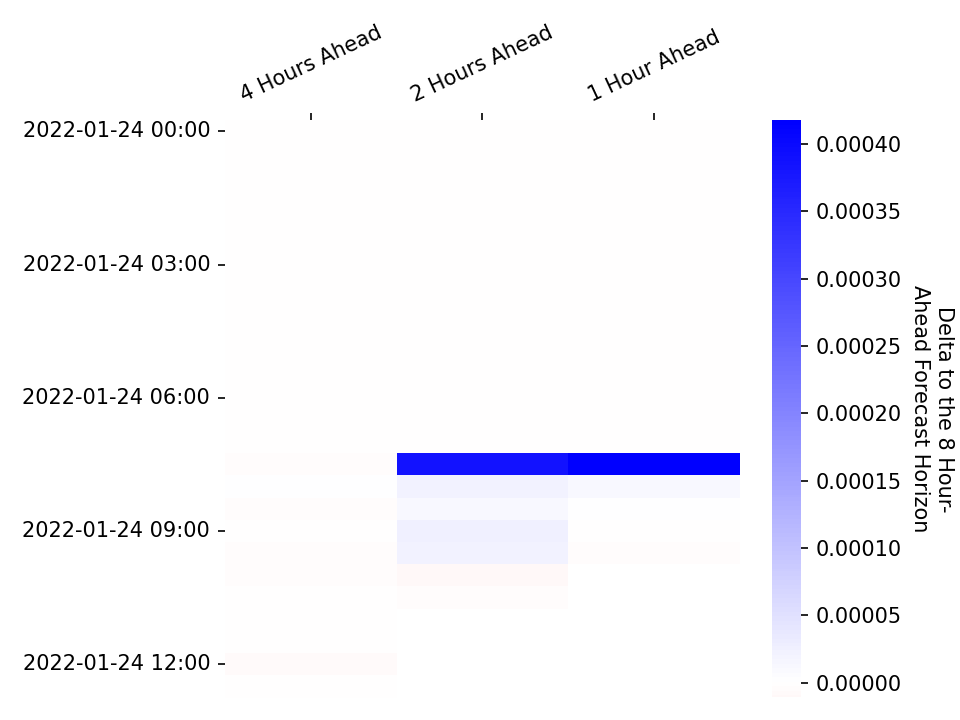 4 Hours Ahead
2 Hours Ahead
1 Hour Ahead
2022-01-24 00:00
2022-01-24 03:00
2022-01-24 06:00
2022-01-24 09:00
2022-01-24 12:00
0.00040
0.00035
0.00030
0.00025
0.00020
0.00015
0.00010
0.00005
0.00000
Delta to the 8 Hour-
Ahead Forecast Horizon